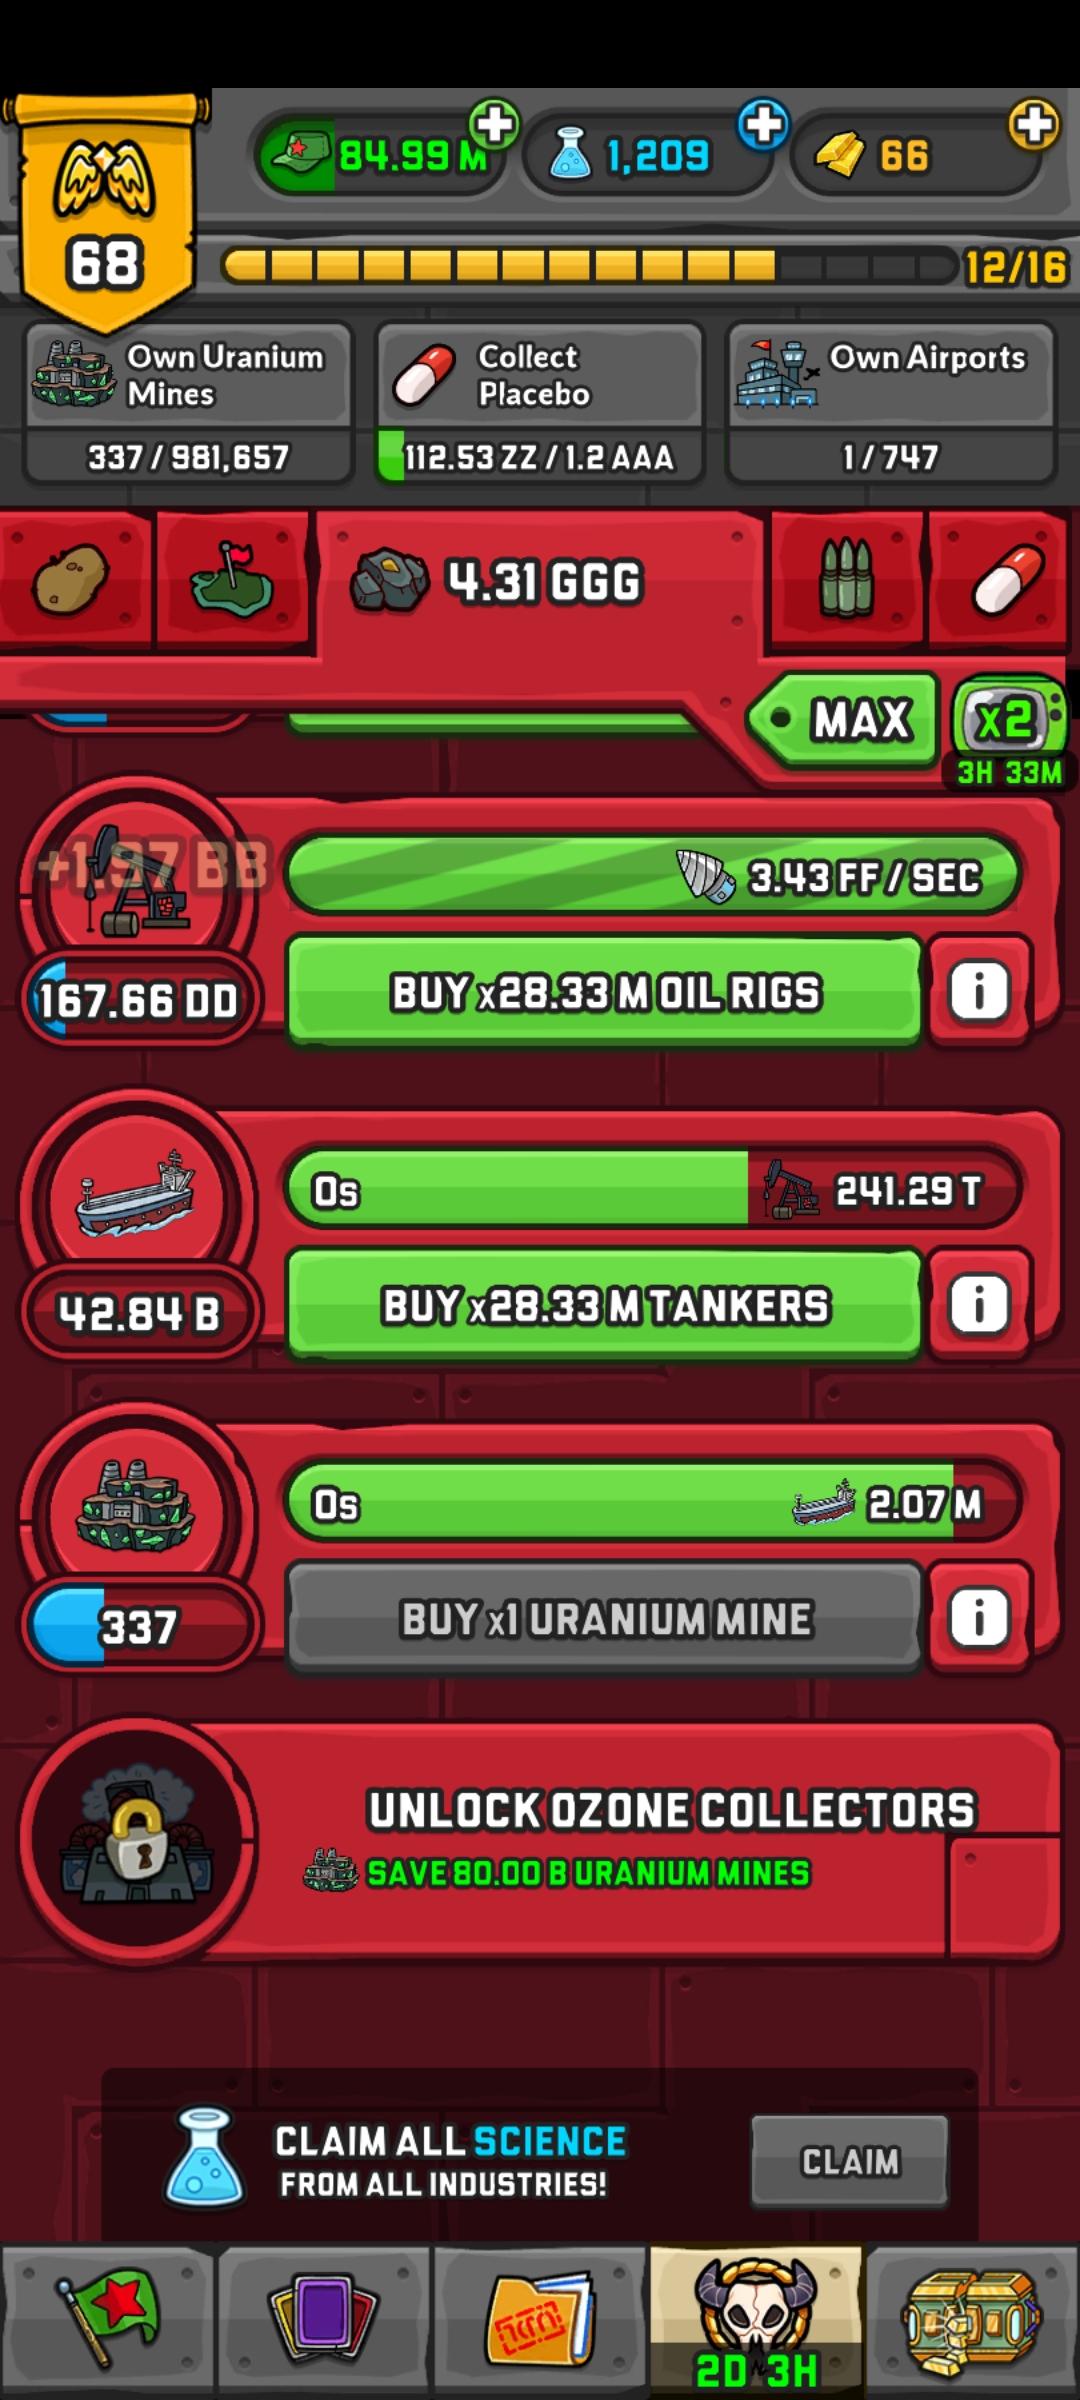 84.99 M
1,209
66
68
12/16
Own Uranium
Mines
337 / 981,657
Collect
Placebo
112.53 ZZ / 1.2 AAA
Own Airports
1 / 747
4.31 GGG
MAX
x2
3H 33M
+1.97 BB
3.43 FF / SEC
167.66 DD
BUY x28.33 M OIL RIGS
i
0s
241.29 T
42.84 B
BUY x28.33 M TANKERS
i
0s
2.07 M
337
BUY x1 URANIUM MINE
i
UNLOCK OZONE COLLECTORS
SAVE 80.00 B URANIUM MINES
CLAIM ALL SCIENCE
FROM ALL INDUSTRIES!
CLAIM
2D 3H